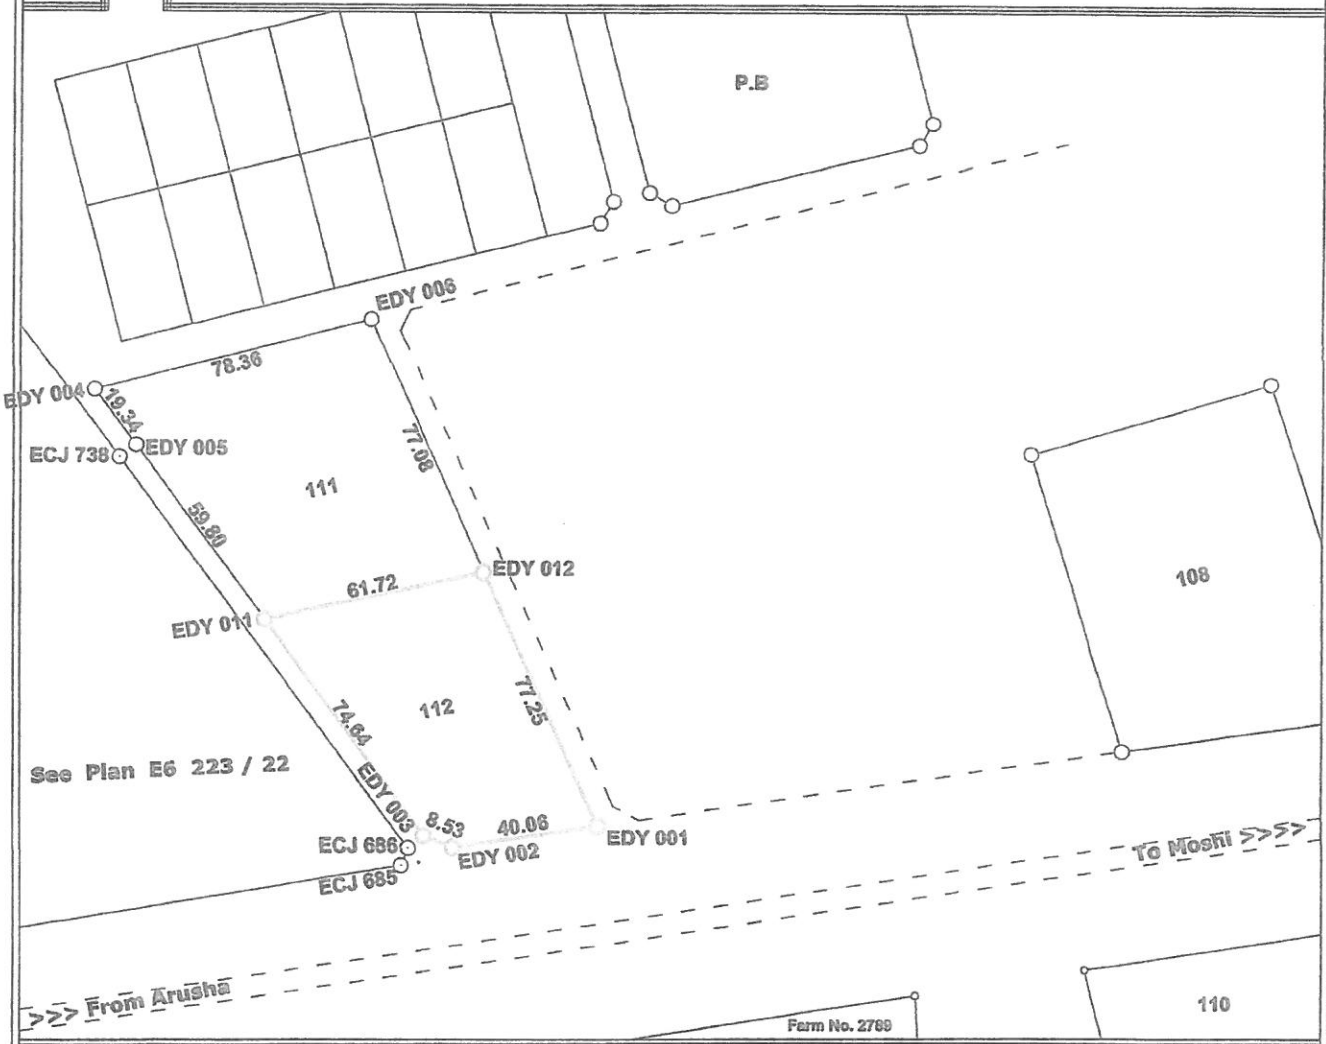 P.B
EDY 006
78.36
EDY 004
19.34
EDY 005
ECJ 738
77.08
111
59.80
EDY 012
61.72
108
EDY 011
112
77.25
74.64
See Plan E6 223 / 22
EDY 003
8.53
40.06
EDY 001
ECJ 686
EDY 002
To Moshi >>>>
ECJ 685
>>> From Arusha
110
Farm No. 2789